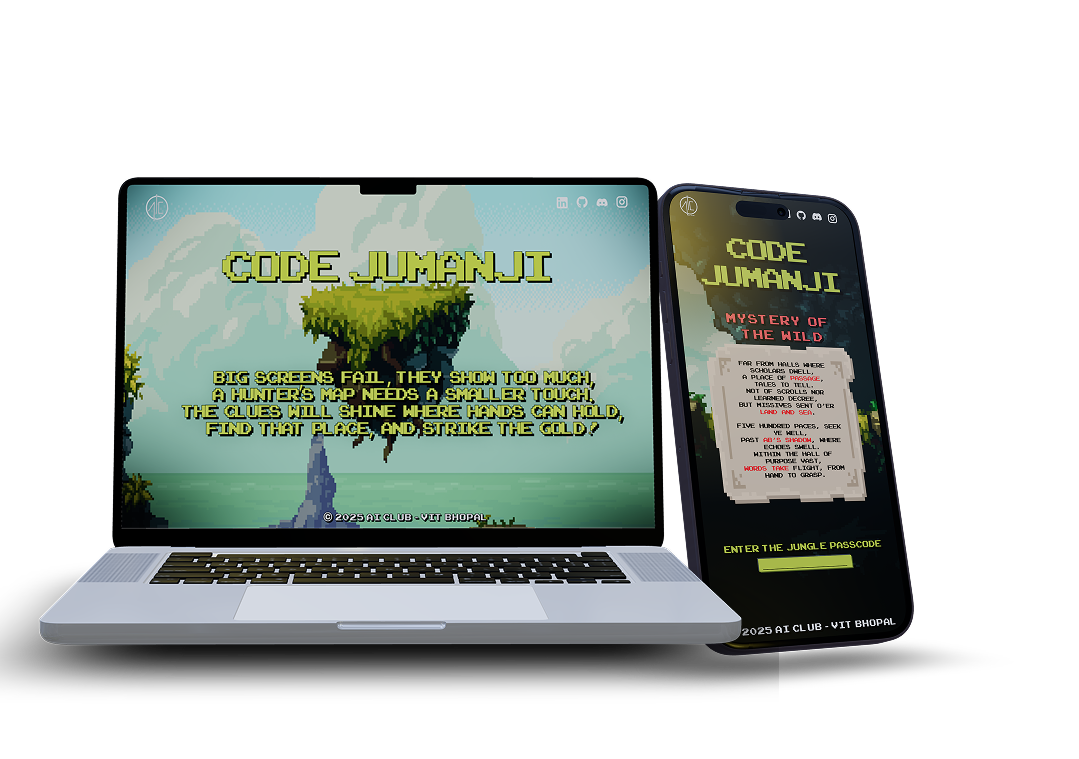 CODE JUMANJI
BIG SCREENS FAIL, THEY SHOW TOO MUCH,
A HUNTER'S MAP NEEDS A SMALLER TOUCH.
THE CLUES WILL SHINE WHERE HANDS CAN HOLD,
FIND THAT PLACE, AND STRIKE THE GOLD!
© 2025 AI CLUB - VIT BHOPAL
CODE
JUMANJI
MYSTERY OF
THE WILD
FAR FROM HALLS WHERE
SCHOLARS DWELL,
A PLACE OF PASSAGE,
TALES TO TELL.
NOT OF SCROLLS NOR
LEARNED DECREE,
BUT MISSIVES SENT O'ER
LAND AND SEA.
FIVE HUNDRED PACES, SEEK
YE WELL,
PAST AB'S SHADOW, WHERE
ECHOES SWELL.
WITHIN THE HALL OF
PURPOSE VAST,
WORDS TAKE FLIGHT, FROM
HAND TO GRASP.
ENTER THE JUNGLE PASSCODE
2025 AI CLUB - VIT BHOPAL